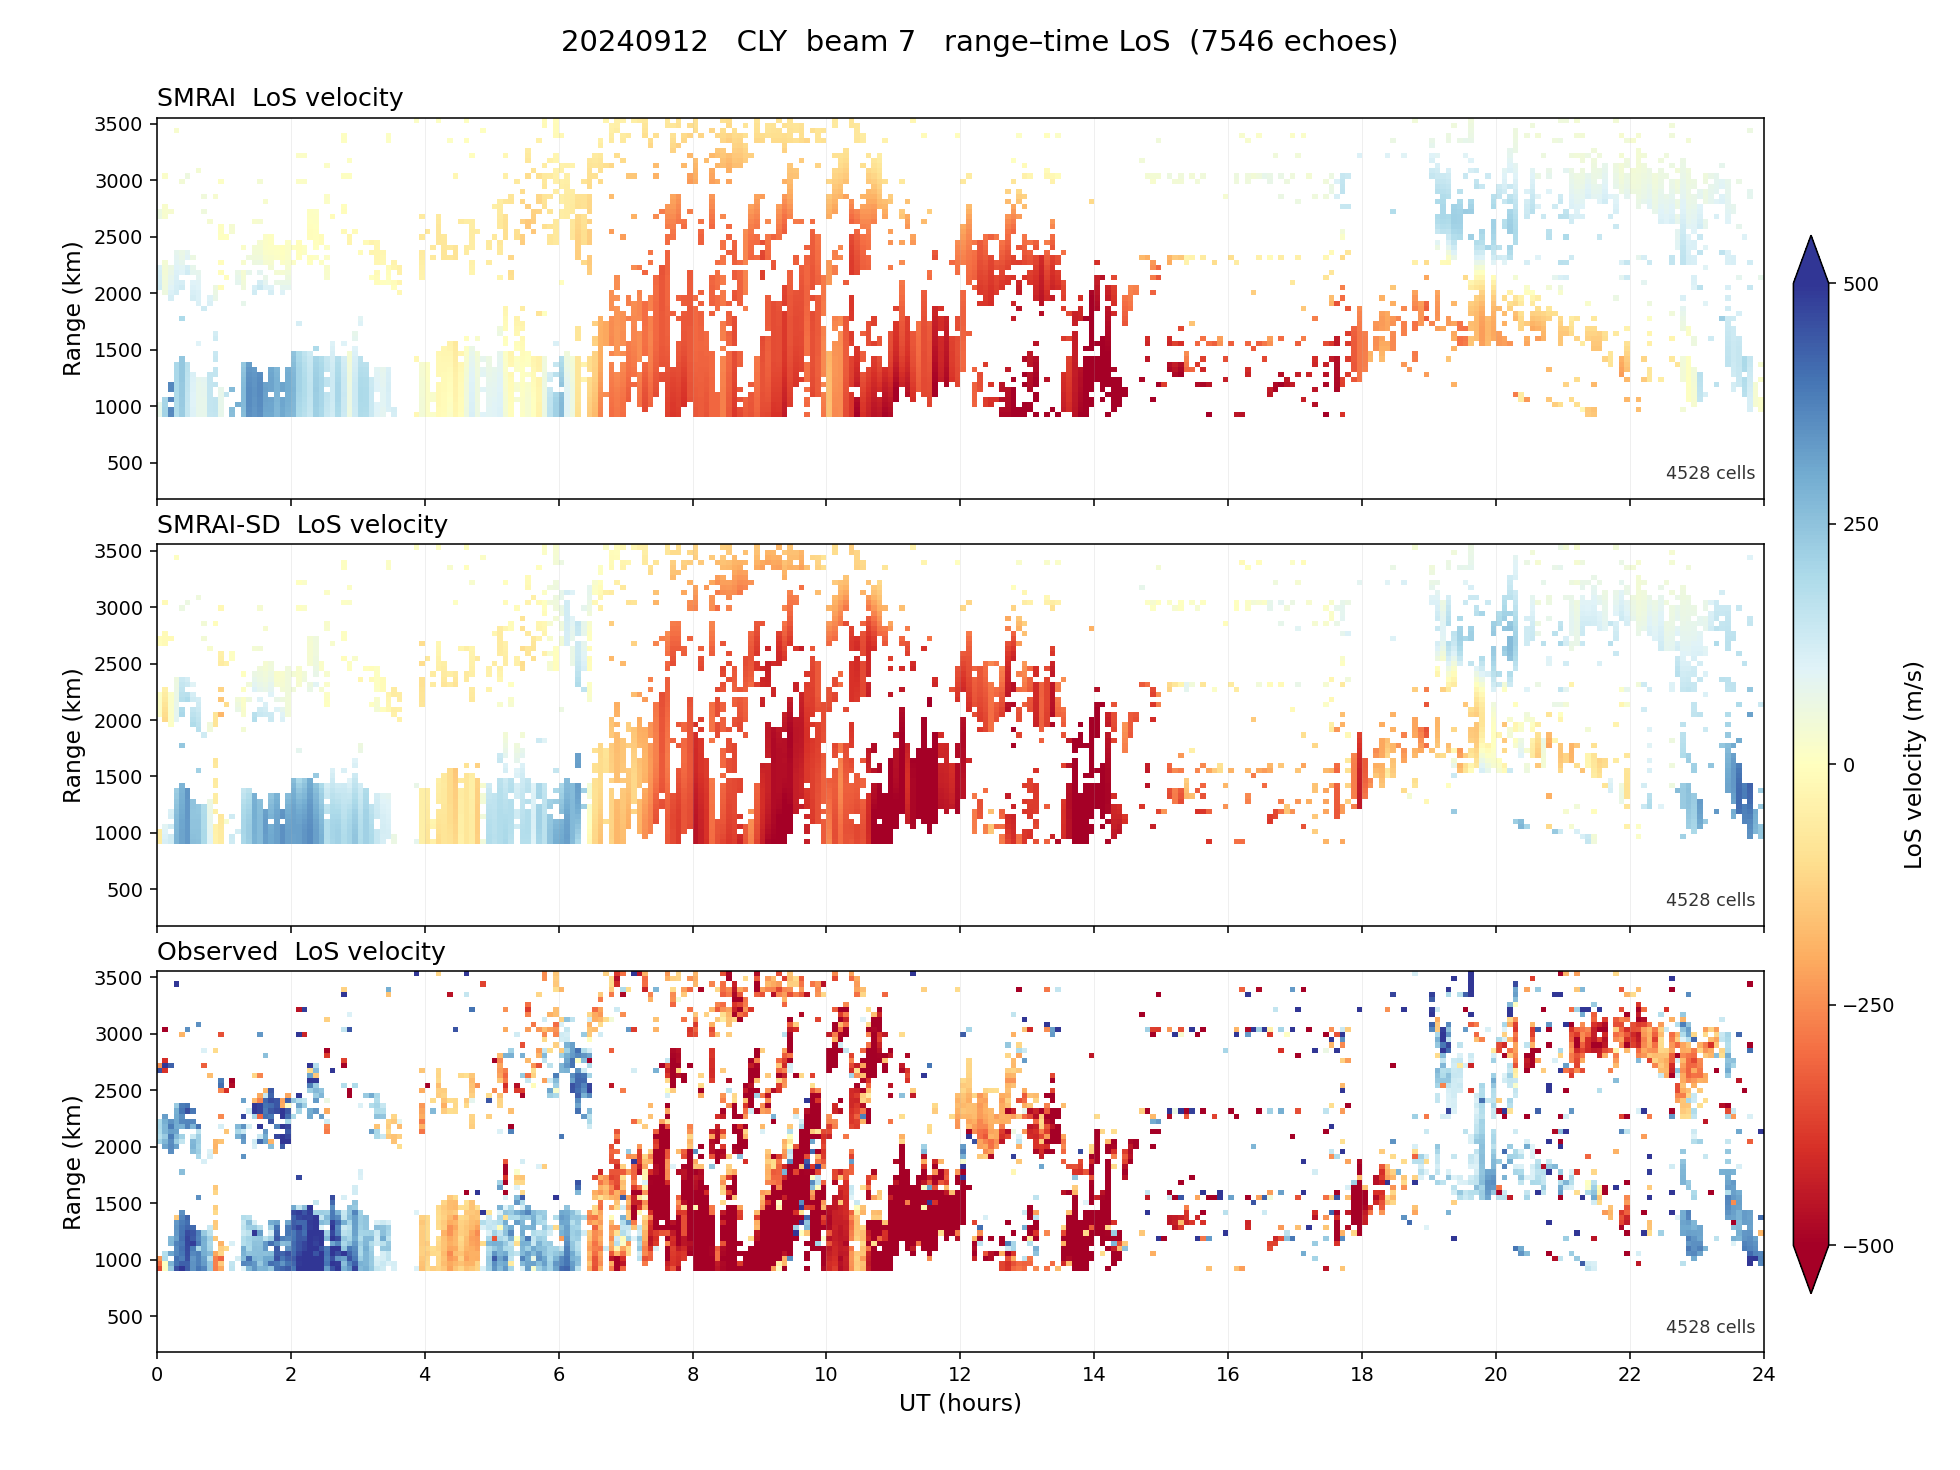 20240912   CLY  beam 7   range–time LoS  (7546 echoes)
SMRAI  LoS velocity
3500
3000
2500
2000
1500
1000
500
Range (km)
4528 cells
SMRAI-SD  LoS velocity
3500
3000
2500
2000
1500
1000
500
Range (km)
4528 cells
Observed  LoS velocity
3500
3000
2500
2000
1500
1000
500
Range (km)
4528 cells
0 2 4 6 8 10 12 14 16 18 20 22 24
UT (hours)
500
250
0
−250
−500
LoS velocity (m/s)